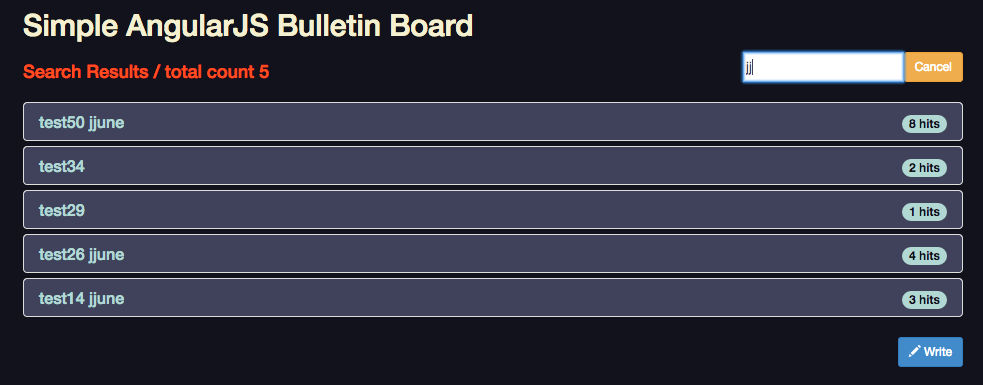 Simple AngularJS Bulletin Board
Search Results / total count 5
jj
Cancel
test50 jjune
8 hits
test34
2 hits
test29
1 hits
test26 jjune
4 hits
test14 jjune
3 hits
Write